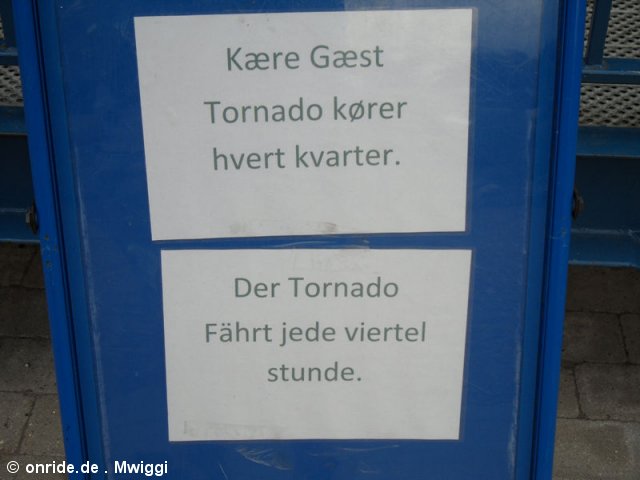 Kære Gæst
Tornado kører
hvert kvarter.
Der Tornado
Fährt jede viertel
stunde.
© onride.de . Mwiggi